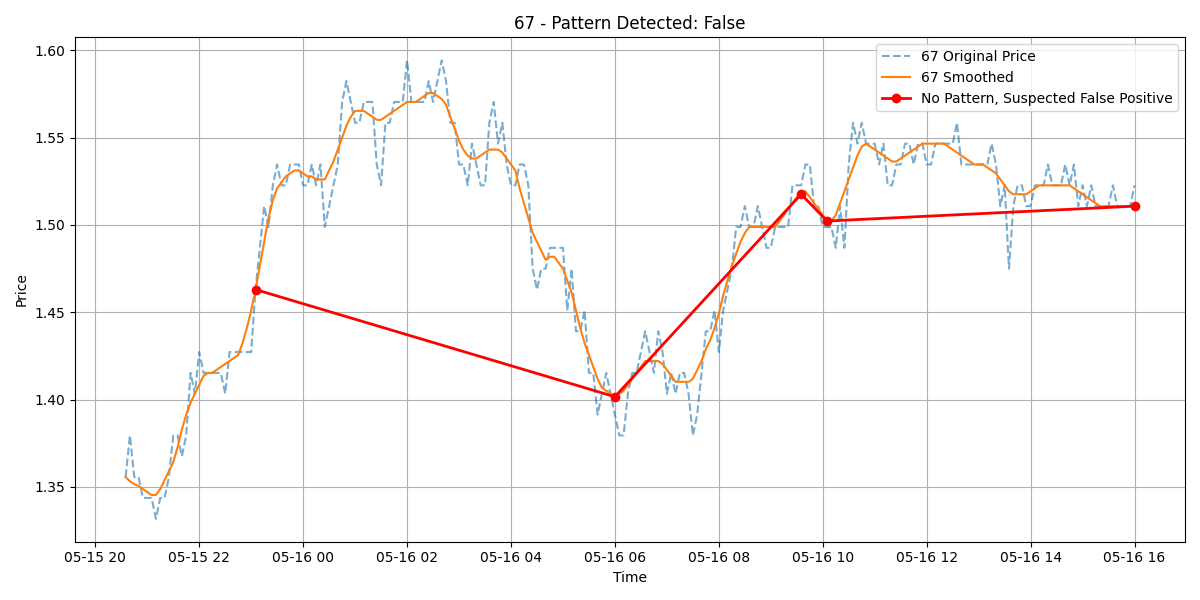 67 - Pattern Detected: False
67 Original Price
67 Smoothed
No Pattern, Suspected False Positive
Price
1.60
1.55
1.50
1.45
1.40
1.35
05-15 20 05-15 22 05-16 00 05-16 02 05-16 04 05-16 06 05-16 08 05-16 10 05-16 12 05-16 14 05-16 16
Time